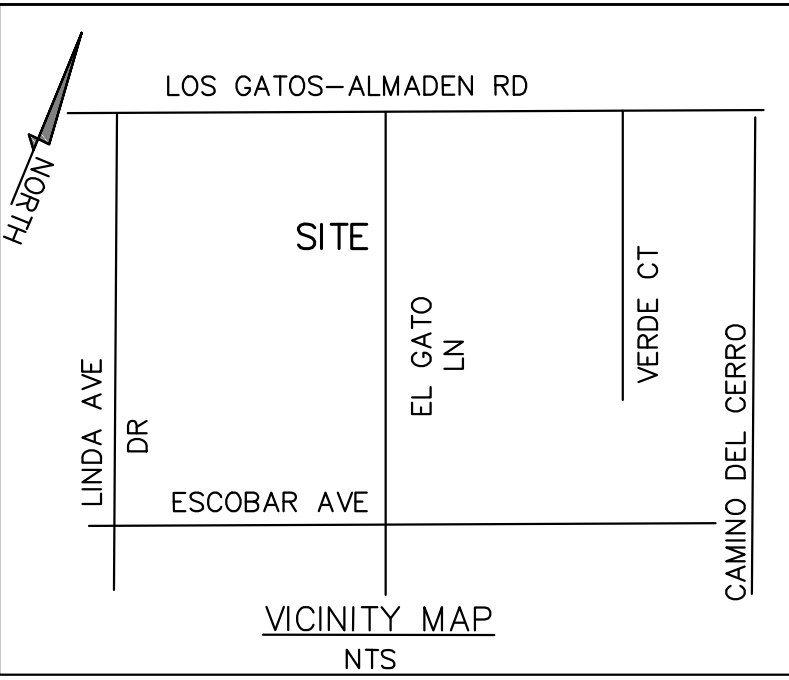 LOS GATOS-ALMADEN RD
NORTH
SITE
EL GATO
LN
VERDE CT
LINDA AVE
DR
CAMINO DEL CERRO
ESCOBAR AVE
VICINITY MAP
NTS